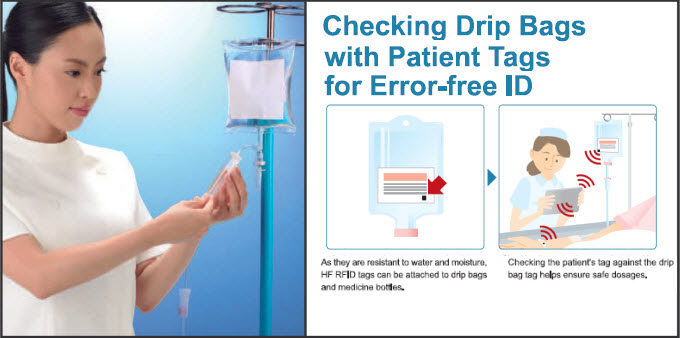 Checking Drip Bags
with Patient Tags
for Error-free ID
As they are resistant to water and moisture,
HF RFID tags can be attached to drip bags
and medicine bottles.
Checking the patient's tag against the drip
bag tag helps ensure safe dosages.